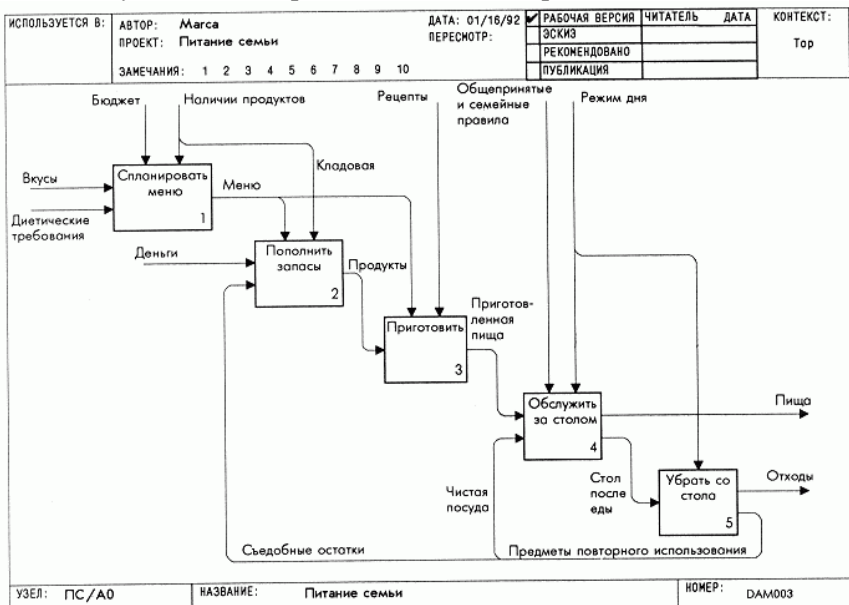 ИСПОЛЬЗУЕТСЯ В:
АВТОР: Марса
ДАТА: 01/16/92
✔ РАБОЧАЯ ВЕРСИЯ
ЧИТАТЕЛЬ ДАТА
КОНТЕКСТ:
ПРОЕКТ: Питание семьи
ПЕРЕСМОТР:
ЭСКИЗ
Top
РЕКОМЕНДОВАНО
ЗАМЕЧАНИЯ: 1 2 3 4 5 6 7 8 9 10
ПУБЛИКАЦИЯ
Бюджет
Наличии продуктов
Рецепты
Общепринятые
и семейные
правила
Режим дня
Кладовая
Вкусы
Спланировать
меню
1
Меню
Диетические
требования
Деньги
Пополнить
запасы
2
Продукты
Приготовить
3
Приготов-
ленная
пища
Обслужить
за столом
4
Пища
Чистая
посуда
Стол
после
еды
Убрать со
стола
5
Отходы
Съедобные остатки
Предметы повторного использования
УЗЕЛ: ПС/А0
НАЗВАНИЕ: Питание семьи
НОМЕР: DAM003